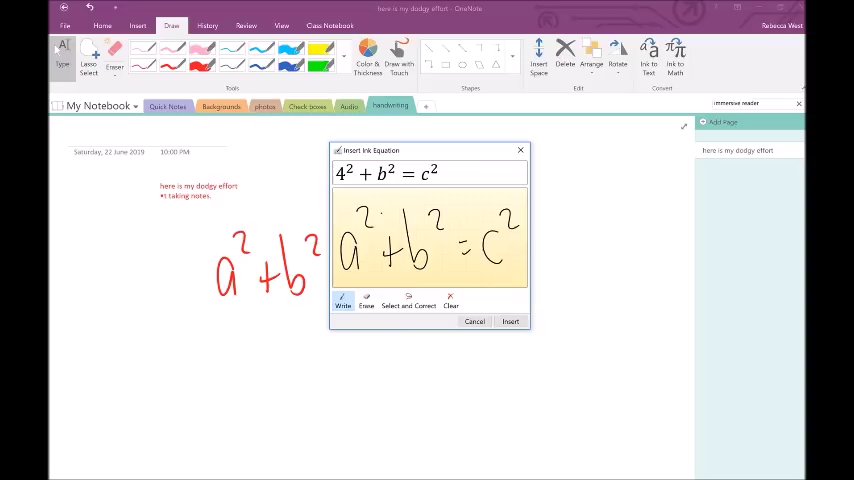 here is my dodgy effort - OneNote
Rebecca West
File Home Insert Draw History Review View Class Notebook
Type
Lasso Select
Eraser
Color & Thickness
Draw with Touch
Insert Space
Delete
Arrange
Rotate
Ink to Text
Ink to Math
Tools
Shapes
Edit
Convert
My Notebook
Quick Notes Backgrounds photos Check boxes Audio handwriting
immersive reader
Add Page
here is my dodgy effort
Saturday, 22 June 2019 10:00 PM
here is my dodgy effort
•t taking notes.
a² + b²
Insert Ink Equation
4² + b² = c²
a² + b² = c²
Write Erase Select and Correct Clear
Cancel Insert